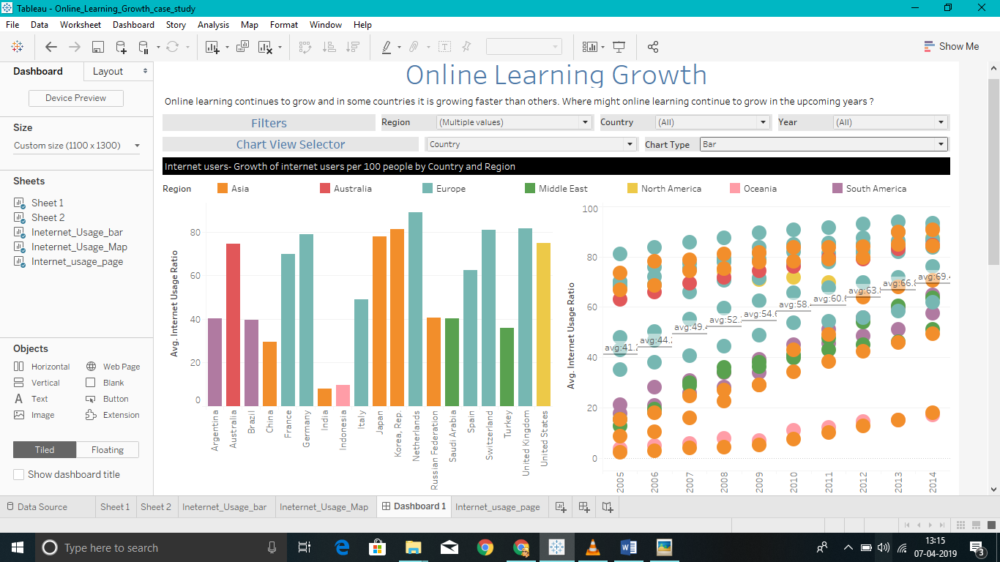 Tableau - Online_Learning_Growth_case_study
File Data Worksheet Dashboard Story Analysis Map Format Window Help
Show Me
Dashboard Layout
Device Preview
Size
Custom size (1100 x 1300)
Sheets
Sheet 1
Sheet 2
Ineternet_Usage_bar
Ineternet_Usage_Map
Internet_usage_page
Objects
Horizontal Web Page
Vertical Blank
A Text Button
Image Extension
Tiled Floating
Show dashboard title
Online Learning Growth
Online learning continues to grow and in some countries it is growing faster than others. Where might online learning continue to grow in the upcoming years ?
Filters Region (Multiple values) Country (All) Year (All)
Chart View Selector Country Chart Type Bar
Internet users- Growth of internet users per 100 people by Country and Region
Region Asia Australia Europe Middle East North America Oceania South America
Avg. Internet Usage Ratio
80
60
40
20
0
Argentina
Australia
Brazil
China
France
Germany
India
Indonesia
Italy
Japan
Korea, Rep.
Netherlands
Russian Federation
Saudi Arabia
Spain
Switzerland
Turkey
United Kingdom
United States
Avg. Internet Usage Ratio
100
80
60
40
20
0
avg:41.2
avg:44.2
avg:49.4
avg:52.
avg:54.6
avg:58.
avg:60.6
avg:63.8
avg:66.8
avg:69.4
2005
2006
2007
2008
2009
2010
2011
2012
2013
2014
Data Source Sheet 1 Sheet 2 Ineternet_Usage_bar Ineternet_Usage_Map Dashboard 1 Internet_usage_page
Type here to search
13:15
07-04-2019
3